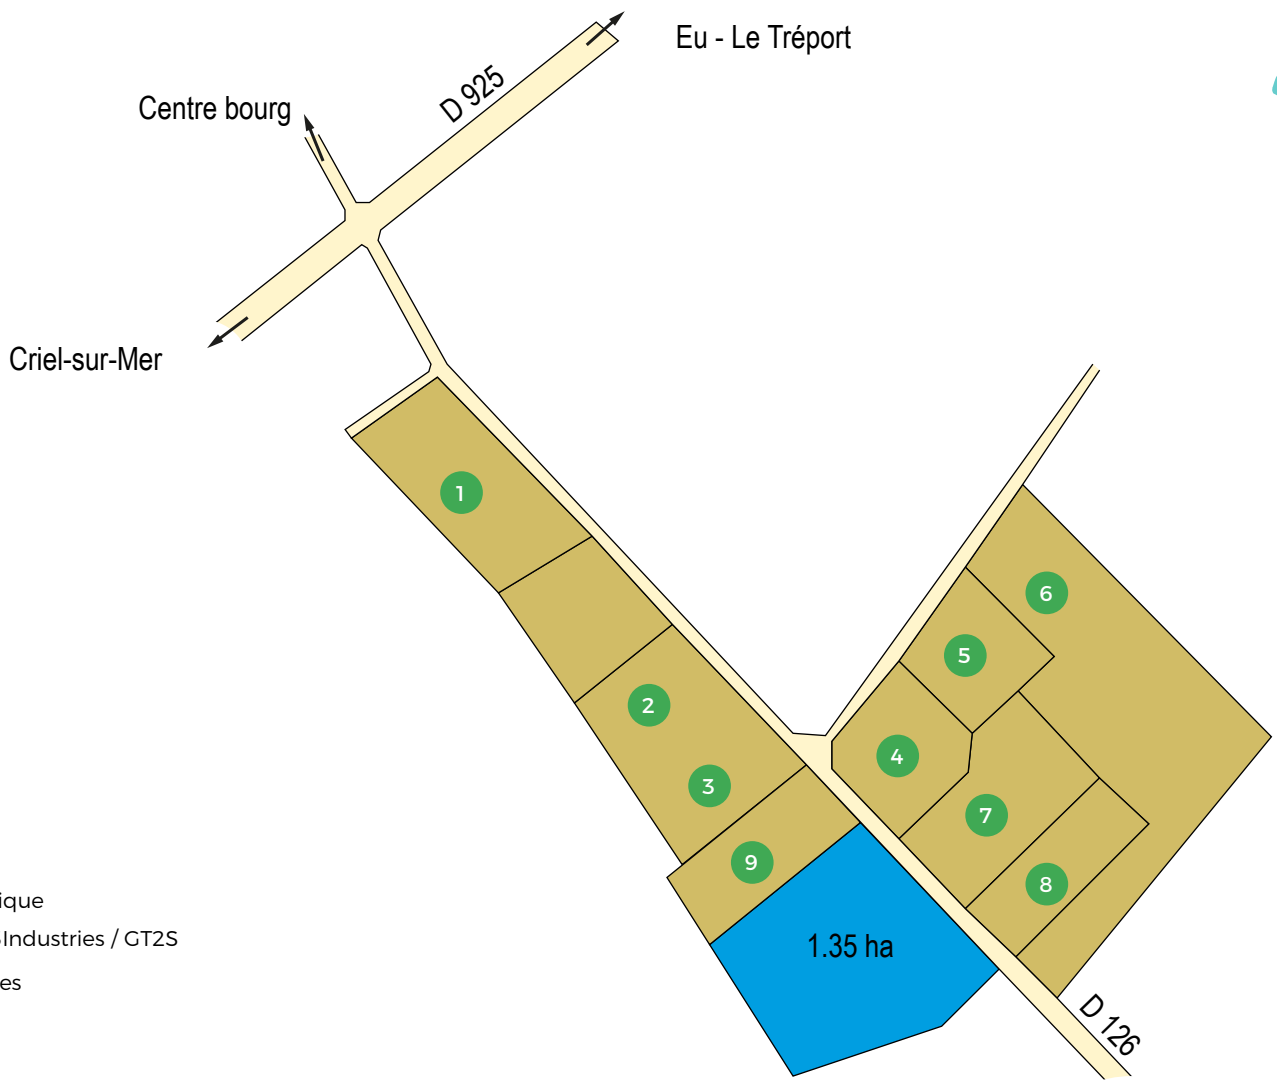 Eu - Le Tréport
D 925
Centre bourg
Criel-sur-Mer
1
6
5
2
4
3
7
9
8
1.35 ha
ique
Industries / GT2S
es
D 126